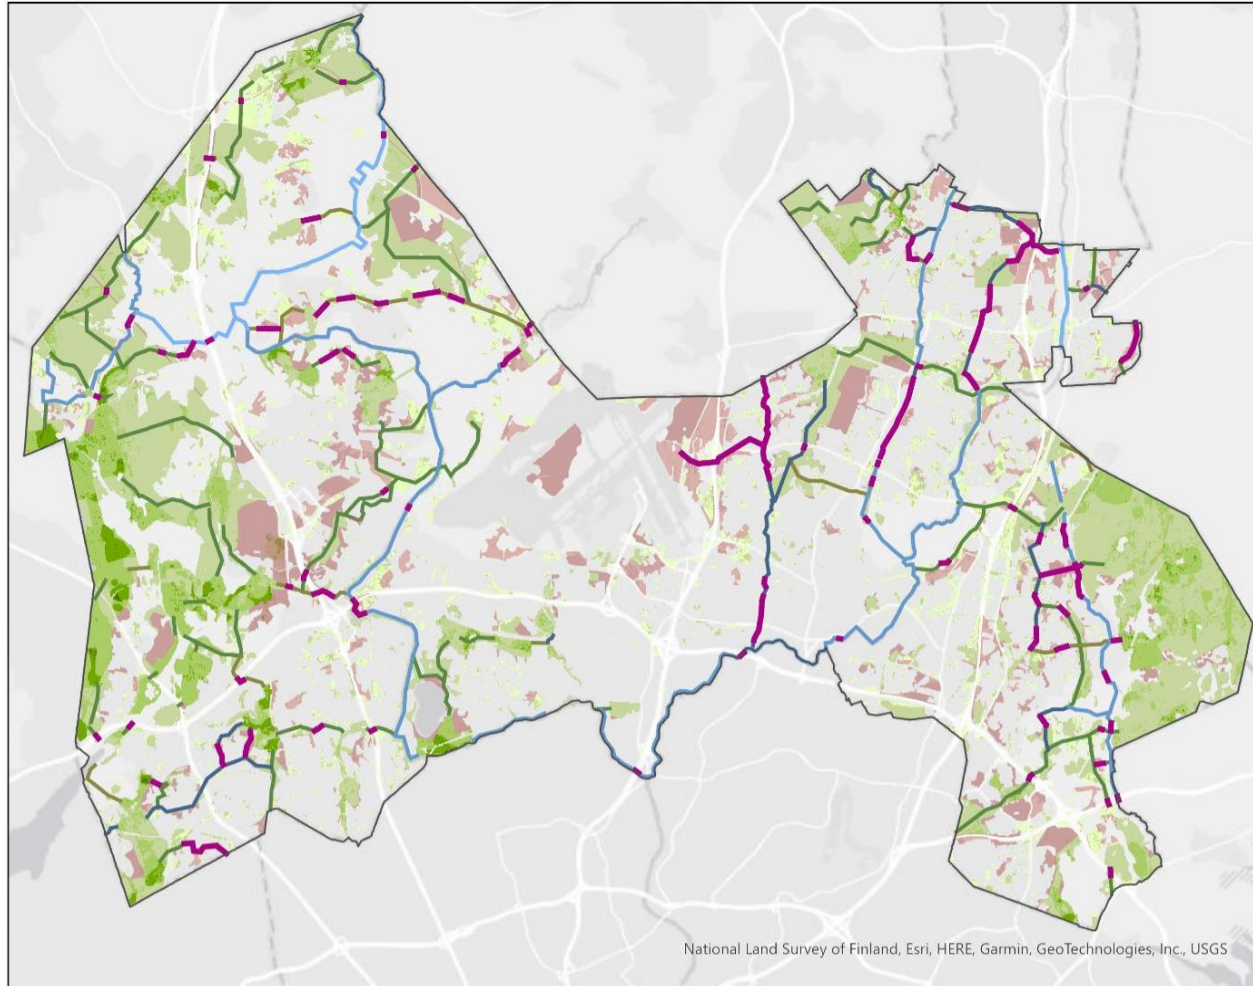 National Land Survey of Finland, Esri, HERE, Garmin, GeoTechnologies, Inc., USGS